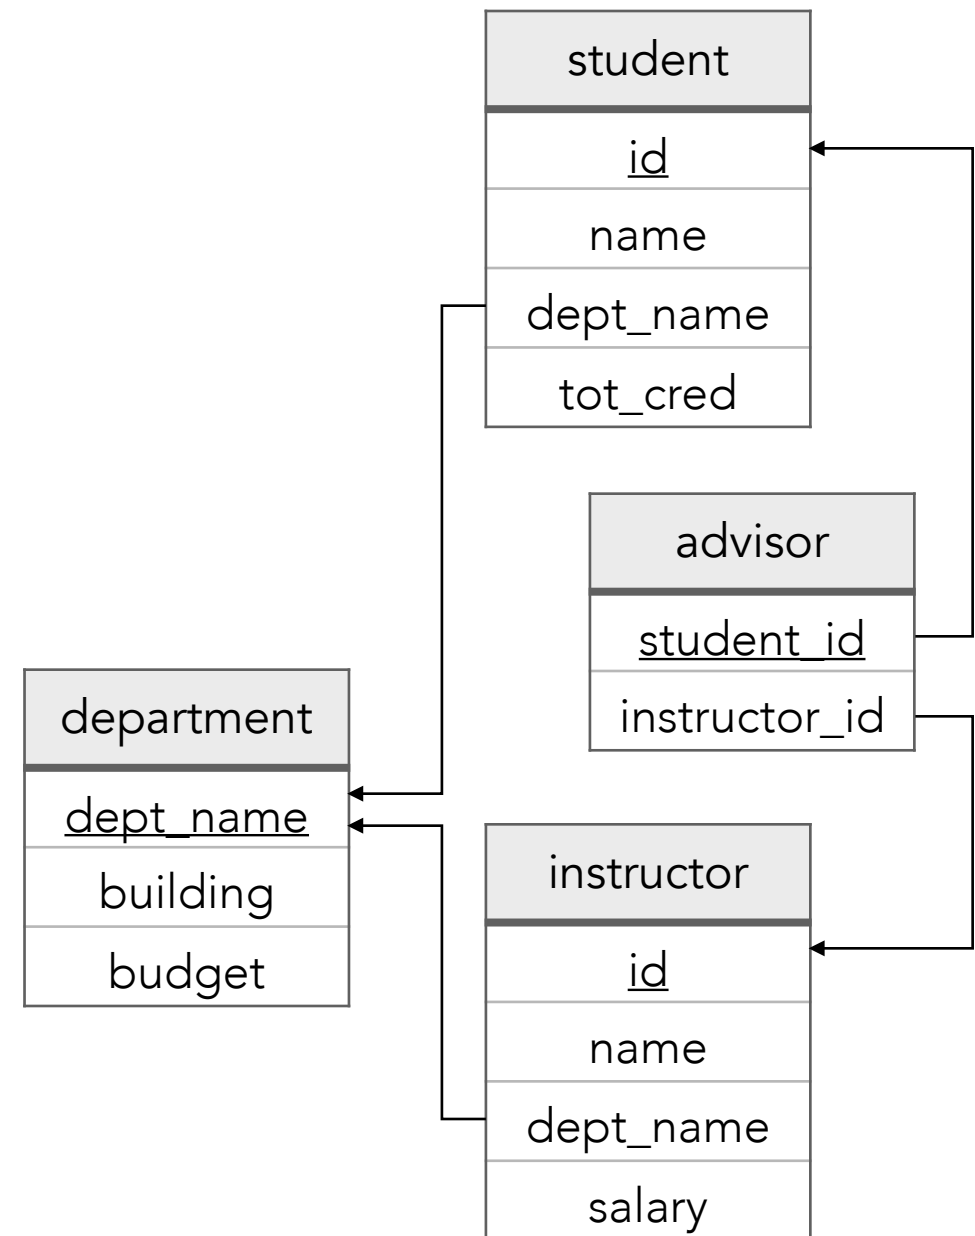 student
id
name
dept_name
tot_cred
advisor
student_id
instructor_id
department
dept_name
building
budget
instructor
id
name
dept_name
salary